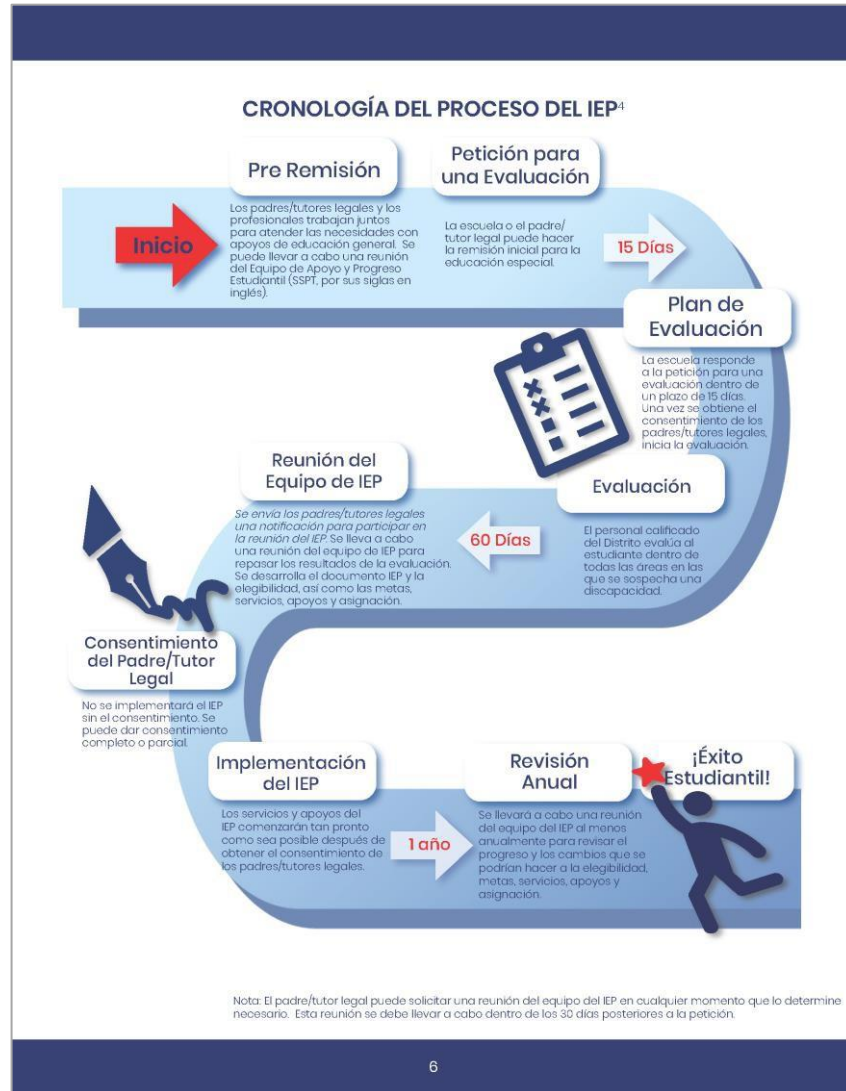 CRONOLOGÍA DEL PROCESO DEL IEP⁴
Inicio
Pre Remisión
Los padres/tutores legales y los
profesionales trabajan juntos
para atender las necesidades con
apoyos de educación general. Se
puede llevar a cabo una reunión
del Equipo de Apoyo y Progreso
Estudiantil (SSPT, por sus siglas en
inglés).
Petición para
una Evaluación
La escuela o el padre/
tutor legal puede hacer
la remisión inicial para la
educación especial.
15 Días
Plan de
Evaluación
La escuela responde
a la petición para una
evaluación dentro de
un plazo de 15 días.
Una vez se obtiene el
consentimiento de los
padres/tutores legales,
inicia la evaluación.
Evaluación
El personal calificado
del Distrito evalúa al
estudiante dentro de
todas las áreas en las
que se sospecha una
discapacidad.
60 Días
Reunión del
Equipo de IEP
Se envía los padres/tutores legales
una notificación para participar en
la reunión del IEP. Se lleva a cabo
una reunión del equipo de IEP para
repasar los resultados de la evaluación.
Se desarrolla el documento IEP y la
elegibilidad, así como las metas,
servicios, apoyos y asignación.
Consentimiento
del Padre/Tutor
Legal
No se implementará el IEP
sin el consentimiento. Se
puede dar consentimiento
completo o parcial.
Implementación
del IEP
Los servicios y apoyos del
IEP comenzarán tan pronto
como sea posible después de
obtener el consentimiento de
los padres/tutores legales.
1 año
Revisión
Anual
Se llevará a cabo una reunión
del equipo del IEP al menos
anualmente para revisar el
progreso y los cambios que se
podrían hacer a la elegibilidad,
metas, servicios, apoyos y
asignación.
¡Éxito
Estudiantil!
Nota: El padre/tutor legal puede solicitar una reunión del equipo del IEP en cualquier momento que lo determine
necesario. Esta reunión se debe llevar a cabo dentro de los 30 días posteriores a la petición.
6